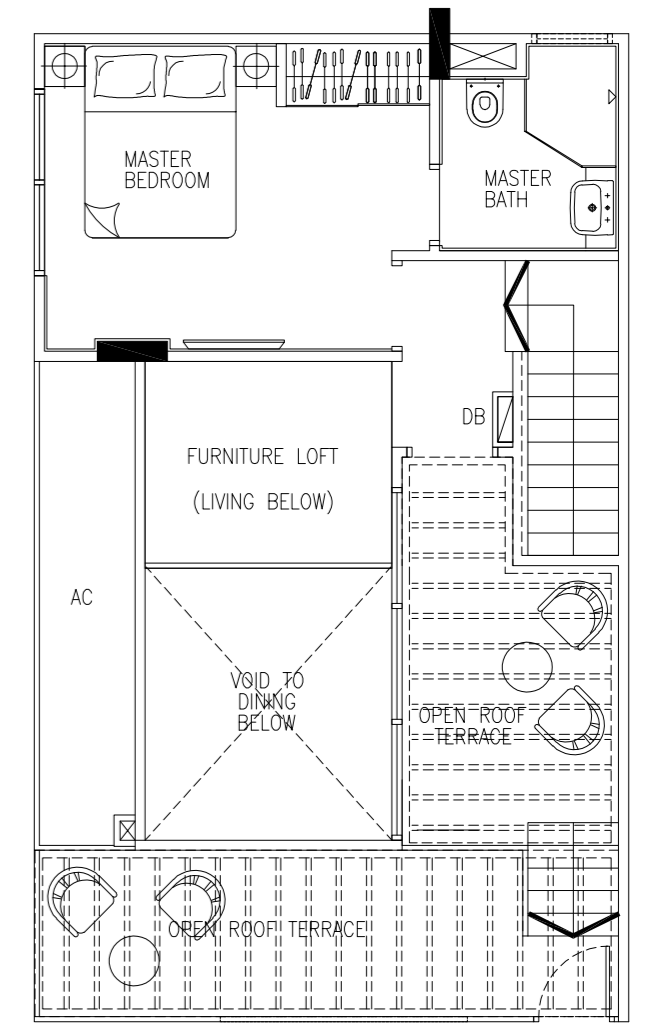 MASTER
BEDROOM
MASTER
BATH
DB
FURNITURE LOFT
(LIVING BELOW)
AC
VOID TO
DINING
BELOW
OPEN ROOF
TERRACE
OPEN ROOF TERRACE